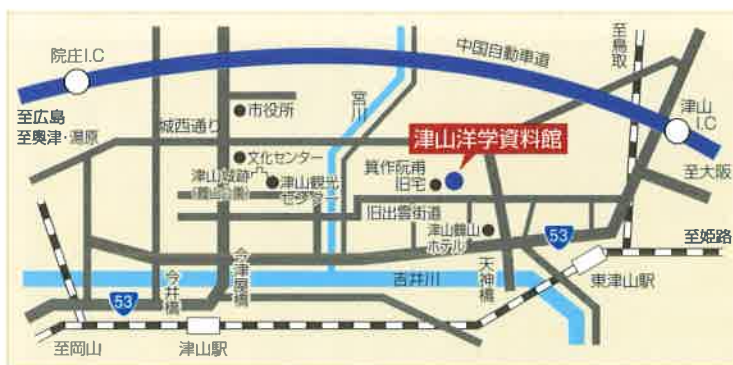 至鳥取
中国自動車道
院庄I.C
至広島
至奥津・湯原
宮川
市役所
城西通り
津山洋学資料館
津山
I.C
至大阪
文化センター
津山城跡
(鶴山公園)
津山観光
センター
箕作阮甫
旧宅
旧出雲街道
津山鶴山
ホテル
53
至姫路
今津屋橋
今井橋
吉井川
天神橋
東津山駅
53
至岡山
津山駅